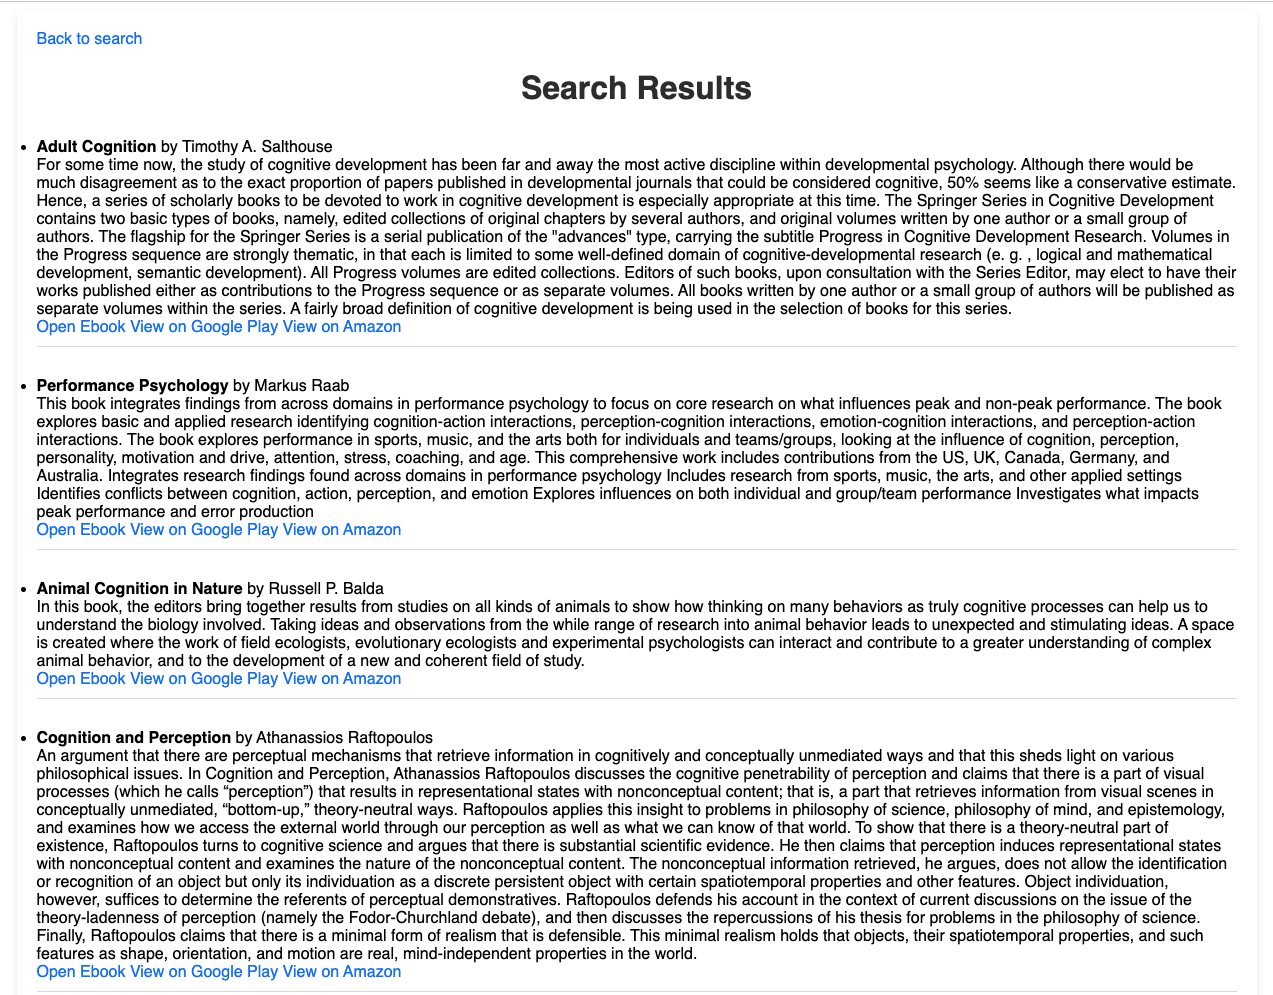 Back to search
Search Results
Adult Cognition by Timothy A. Salthouse
For some time now, the study of cognitive development has been far and away the most active discipline within developmental psychology. Although there would be
much disagreement as to the exact proportion of papers published in developmental journals that could be considered cognitive, 50% seems like a conservative estimate.
Hence, a series of scholarly books to be devoted to work in cognitive development is especially appropriate at this time. The Springer Series in Cognitive Development
contains two basic types of books, namely, edited collections of original chapters by several authors, and original volumes written by one author or a small group of
authors. The flagship for the Springer Series is a serial publication of the "advances" type, carrying the subtitle Progress in Cognitive Development Research. Volumes in
the Progress sequence are strongly thematic, in that each is limited to some well-defined domain of cognitive-developmental research (e. g. , logical and mathematical
development, semantic development). All Progress volumes are edited collections. Editors of such books, upon consultation with the Series Editor, may elect to have their
works published either as contributions to the Progress sequence or as separate volumes. All books written by one author or a small group of authors will be published as
separate volumes within the series. A fairly broad definition of cognitive development is being used in the selection of books for this series.
Open Ebook View on Google Play View on Amazon
Performance Psychology by Markus Raab
This book integrates findings from across domains in performance psychology to focus on core research on what influences peak and non-peak performance. The book
explores basic and applied research identifying cognition-action interactions, perception-cognition interactions, emotion-cognition interactions, and perception-action
interactions. The book explores performance in sports, music, and the arts both for individuals and teams/groups, looking at the influence of cognition, perception,
personality, motivation and drive, attention, stress, coaching, and age. This comprehensive work includes contributions from the US, UK, Canada, Germany, and
Australia. Integrates research findings found across domains in performance psychology Includes research from sports, music, the arts, and other applied settings
Identifies conflicts between cognition, action, perception, and emotion Explores influences on both individual and group/team performance Investigates what impacts
peak performance and error production
Open Ebook View on Google Play View on Amazon
Animal Cognition in Nature by Russell P. Balda
In this book, the editors bring together results from studies on all kinds of animals to show how thinking on many behaviors as truly cognitive processes can help us to
understand the biology involved. Taking ideas and observations from the while range of research into animal behavior leads to unexpected and stimulating ideas. A space
is created where the work of field ecologists, evolutionary ecologists and experimental psychologists can interact and contribute to a greater understanding of complex
animal behavior, and to the development of a new and coherent field of study.
Open Ebook View on Google Play View on Amazon
Cognition and Perception by Athanassios Raftopoulos
An argument that there are perceptual mechanisms that retrieve information in cognitively and conceptually unmediated ways and that this sheds light on various
philosophical issues. In Cognition and Perception, Athanassios Raftopoulos discusses the cognitive penetrability of perception and claims that there is a part of visual
processes (which he calls “perception”) that results in representational states with nonconceptual content; that is, a part that retrieves information from visual scenes in
conceptually unmediated, “bottom-up,” theory-neutral ways. Raftopoulos applies this insight to problems in philosophy of science, philosophy of mind, and epistemology,
and examines how we access the external world through our perception as well as what we can know of that world. To show that there is a theory-neutral part of
existence, Raftopoulos turns to cognitive science and argues that there is substantial scientific evidence. He then claims that perception induces representational states
with nonconceptual content and examines the nature of the nonconceptual content. The nonconceptual information retrieved, he argues, does not allow the identification
or recognition of an object but only its individuation as a discrete persistent object with certain spatiotemporal properties and other features. Object individuation,
however, suffices to determine the referents of perceptual demonstratives. Raftopoulos defends his account in the context of current discussions on the issue of the
theory-ladenness of perception (namely the Fodor-Churchland debate), and then discusses the repercussions of his thesis for problems in the philosophy of science.
Finally, Raftopoulos claims that there is a minimal form of realism that is defensible. This minimal realism holds that objects, their spatiotemporal properties, and such
features as shape, orientation, and motion are real, mind-independent properties in the world.
Open Ebook View on Google Play View on Amazon